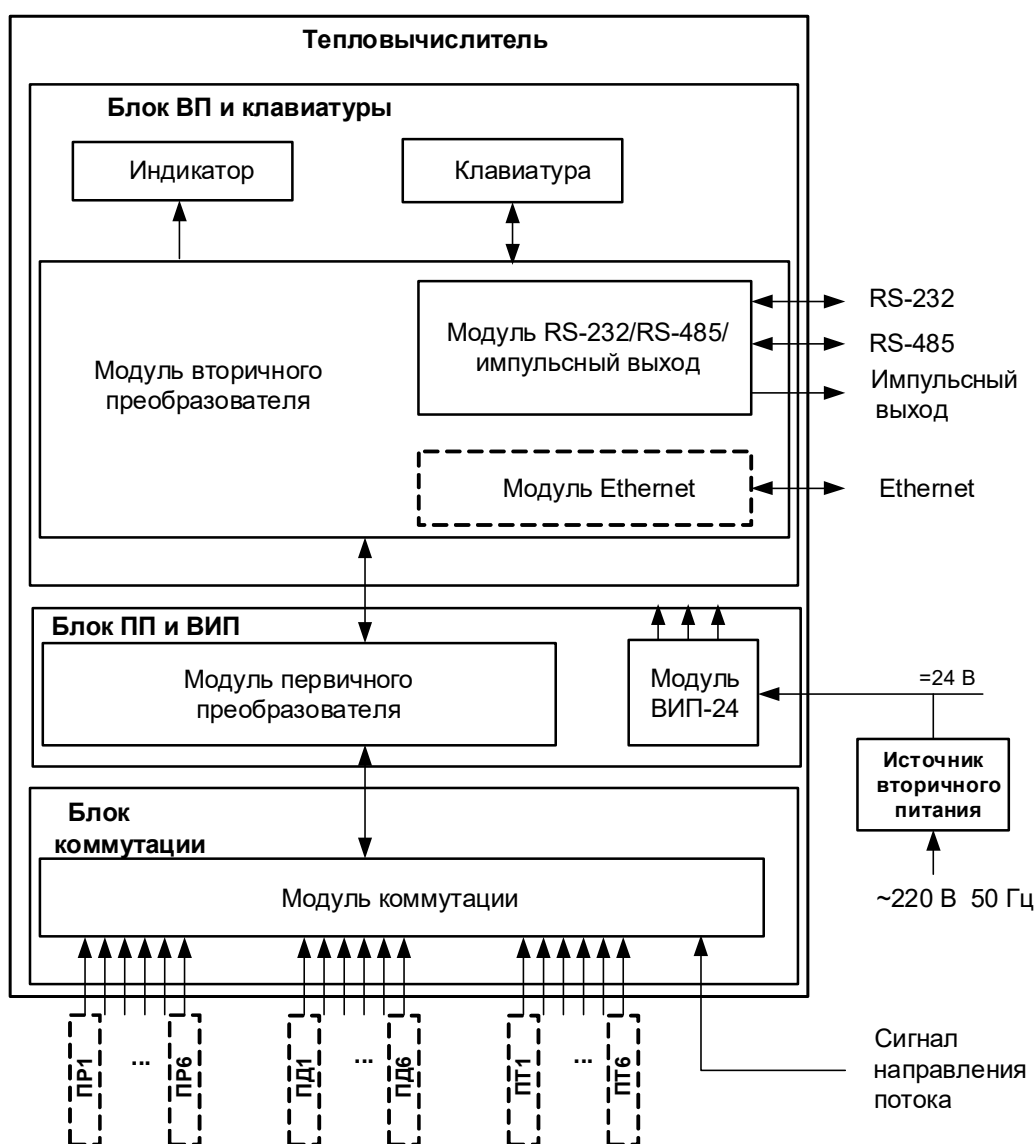 Тепловычислитель
Блок ВП и клавиатуры
Индикатор
Клавиатура
Модуль вторичного
преобразователя
Модуль RS-232/RS-485/
импульсный выход
Модуль Ethernet
RS-232
RS-485
Импульсный
выход
Ethernet
Блок ПП и ВИП
Модуль первичного
преобразователя
Модуль
ВИП-24
=24 В
Источник
вторичного
питания
~220 В 50 Гц
Блок
коммутации
Модуль коммутации
ПР1
...
ПР6
ПД1
...
ПД6
ПТ1
...
ПТ6
Сигнал
направления
потока